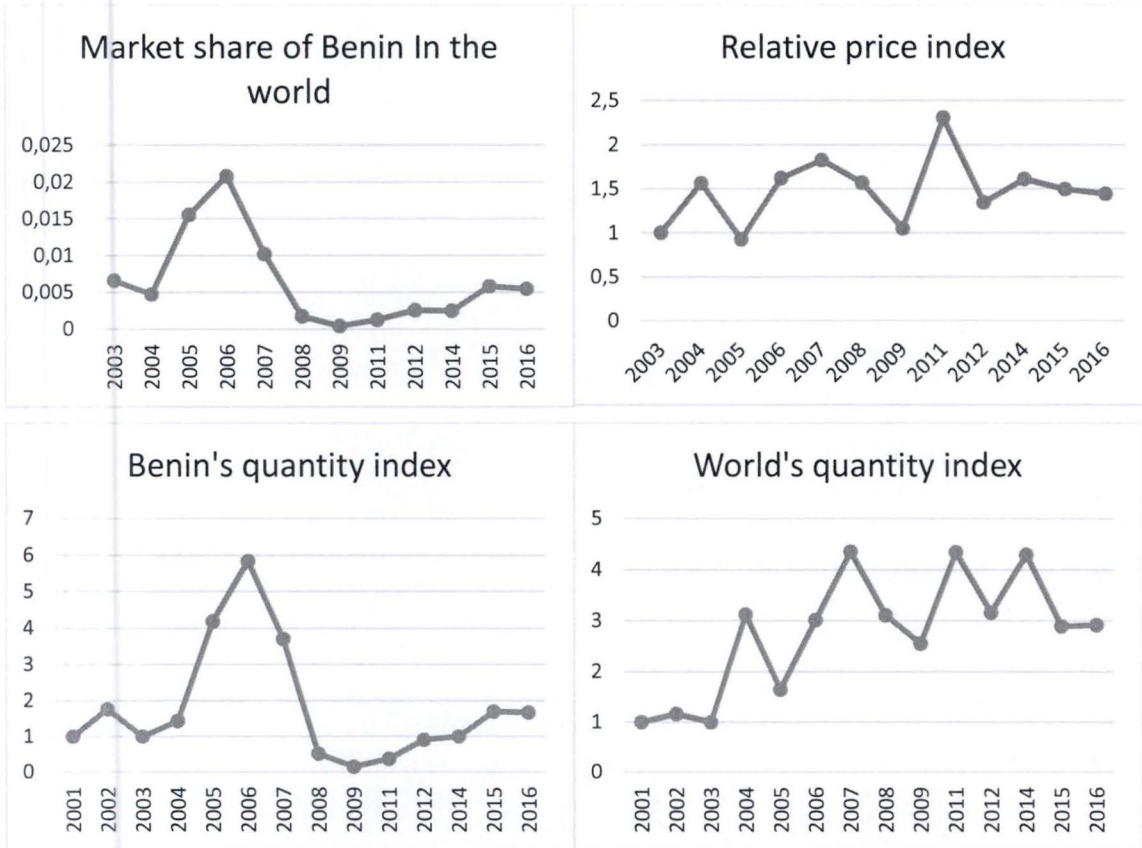 Market share of Benin In the
world
0,025
0,02
0,015
0,01
0,005
0
2003 2004 2005 2006 2007 2008 2009 2011 2012 2014 2015 2016
Relative price index
2,5
2
1,5
1
0,5
0
2003 2004 2005 2006 2007 2008 2009 2011 2012 2014 2015 2016
Benin's quantity index
7
6
5
4
3
2
1
0
2001 2002 2003 2004 2005 2006 2007 2008 2009 2011 2012 2014 2015 2016
World's quantity index
5
4
3
2
1
0
2001 2002 2003 2004 2005 2006 2007 2008 2009 2011 2012 2014 2015 2016